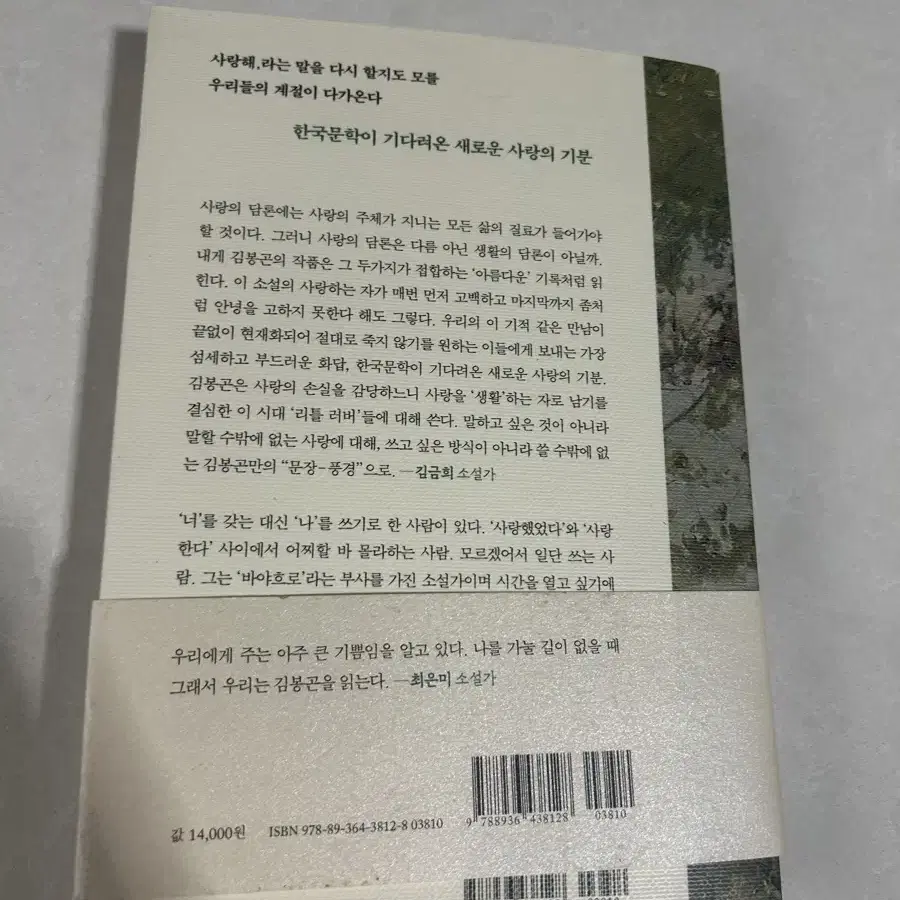 사랑해, 라는 말을 다시 할지도 모를
우리들의 계절이 다가온다
한국문학이 기다려온 새로운 사랑의 기분
사랑의 담론에는 사랑의 주체가 지니는 모든 삶의 질료가 들어가야
할 것이다. 그러니 사랑의 담론은 다름 아닌 생활의 담론이 아닐까.
내게 김봉곤의 작품은 그 두가지가 접합하는 '아름다운' 기록처럼 읽
힌다. 이 소설의 사랑하는 자가 매번 먼저 고백하고 마지막까지 좀처
럼 안녕을 고하지 못한다 해도 그렇다. 우리의 이 기적 같은 만남이
끝없이 현재화되어 절대로 죽지 않기를 원하는 이들에게 보내는 가장
섬세하고 부드러운 화답, 한국문학이 기다려온 새로운 사랑의 기분.
김봉곤은 사랑의 손실을 감당하느니 사랑을 '생활'하는 자로 남기를
결심한 이 시대 '리틀 러버'들에 대해 쓴다. 말하고 싶은 것이 아니라
말할 수밖에 없는 사랑에 대해, 쓰고 싶은 방식이 아니라 쓸 수밖에 없
는 김봉곤만의 "문장-풍경"으로. —김금희 소설가
'너'를 갖는 대신 '나'를 쓰기로 한 사람이 있다. '사랑했었다'와 '사랑
한다' 사이에서 어찌할 바 몰라하는 사람. 모르겠어서 일단 쓰는 사
람. 그는 '바야흐로'라는 부사를 가진 소설가이며 시간을 열고 싶기에
우리에게 주는 아주 큰 기쁨임을 알고 있다. 나를 가눌 길이 없을 때
그래서 우리는 김봉곤을 읽는다. —최은미 소설가
값 14,000원 ISBN 978-89-364-3812-8 03810
9 788936 438128 03810